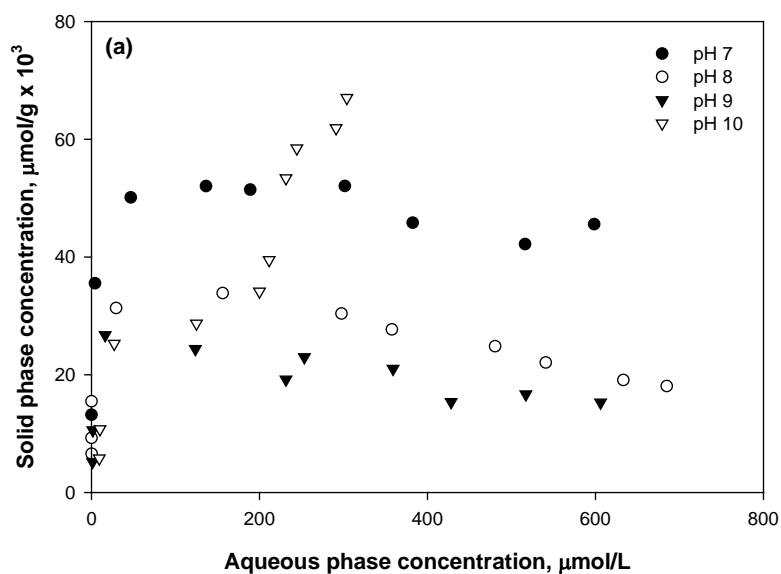 (a)
pH 7
pH 8
pH 9
pH 10
Solid phase concentration, μmol/g x 10³
80
60
40
20
0
0 200 400 600 800
Aqueous phase concentration, μmol/L